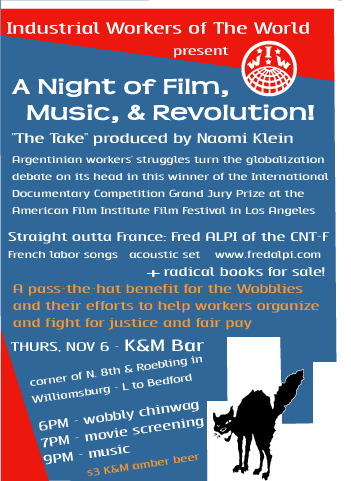 Industrial Workers of The World
present
IWW
A Night of Film,
Music, & Revolution!
"The Take" produced by Naomi Klein
Argentinian workers' struggles turn the globalization
debate on its head in this winner of the International
Documentary Competition Grand Jury Prize at the
American Film Institute Film Festival in Los Angeles
Straight outta France: Fred ALPI of the CNT-F
French labor songs acoustic set www.fredalpi.com
+ radical books for sale!
A pass-the-hat benefit for the Wobblies
and their efforts to help workers organize
and fight for justice and fair pay
THURS, NOV 6 - K&M Bar
corner of N. 8th & Roebling in
Williamsburg - L to Bedford
6PM - wobbly chinwag
7PM - movie screening
9PM - music
$3 K&M amber beer